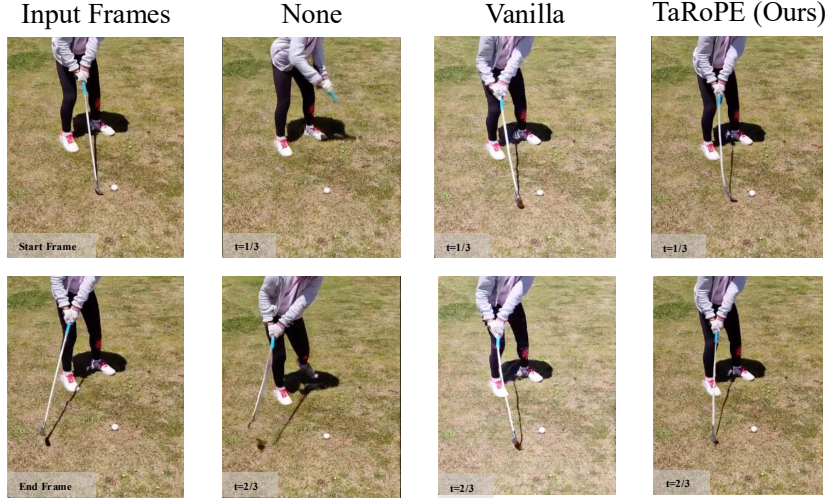 Input Frames None Vanilla TaRoPE (Ours)
Start Frame t=1/3 t=1/3 t=1/3
End Frame t=2/3 t=2/3 t=2/3